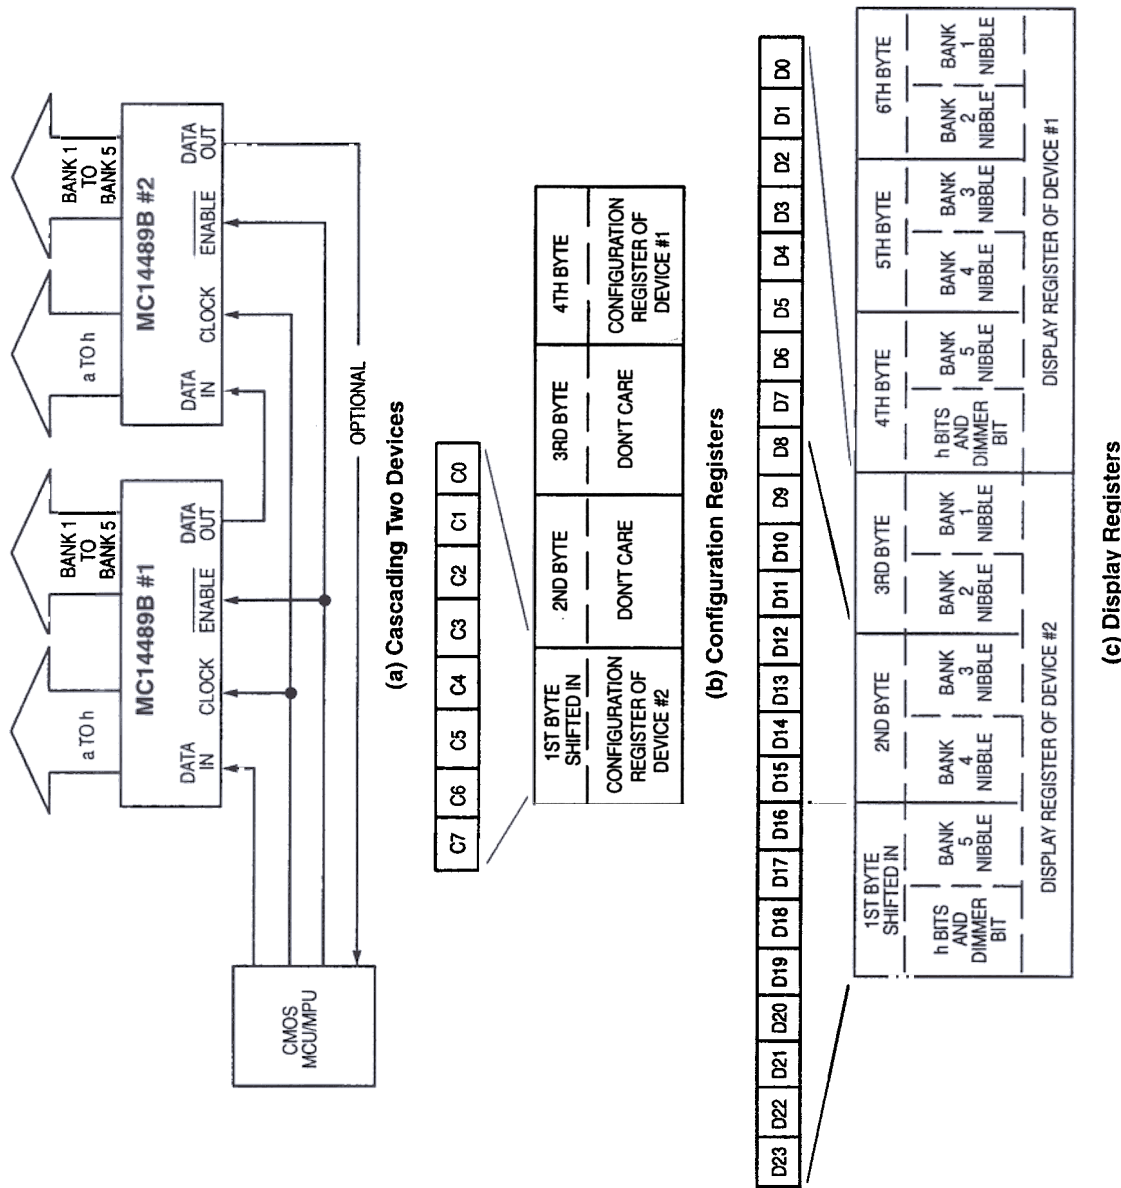 a TO h
BANK 1
TO
BANK 5
a TO h
BANK 1
TO
BANK 5
MC14489B #1
MC14489B #2
DATA
IN
CLOCK
ENABLE
DATA
OUT
DATA
IN
CLOCK
ENABLE
DATA
OUT
CMOS
MCU/MPU
OPTIONAL
(a) Cascading Two Devices
C7
C6
C5
C4
C3
C2
C1
C0
1ST BYTE
SHIFTED IN
2ND BYTE
3RD BYTE
4TH BYTE
CONFIGURATION
REGISTER OF
DEVICE #2
DON'T CARE
DON'T CARE
CONFIGURATION
REGISTER OF
DEVICE #1
(b) Configuration Registers
D23
D22
D21
D20
D19
D18
D17
D16
D15
D14
D13
D12
D11
D10
D9
D8
D7
D6
D5
D4
D3
D2
D1
D0
1ST BYTE
SHIFTED IN
2ND BYTE
3RD BYTE
4TH BYTE
5TH BYTE
6TH BYTE
h BITS
AND
DIMMER
BIT
BANK
5
NIBBLE
BANK
4
NIBBLE
BANK
3
NIBBLE
BANK
2
NIBBLE
BANK
1
NIBBLE
h BITS
AND
DIMMER
BIT
BANK
5
NIBBLE
BANK
4
NIBBLE
BANK
3
NIBBLE
BANK
2
NIBBLE
BANK
1
NIBBLE
DISPLAY REGISTER OF DEVICE #2
DISPLAY REGISTER OF DEVICE #1
(c) Display Registers